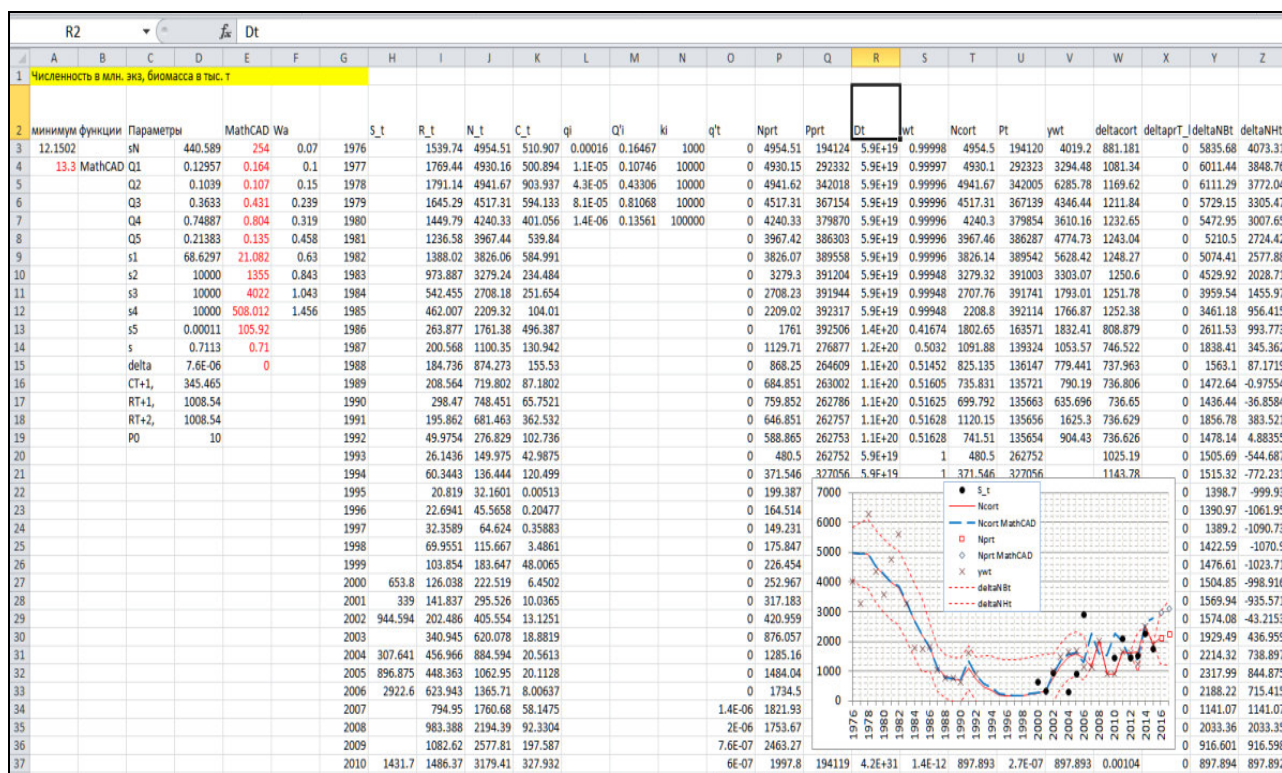 R2 fx Dt
A B C D E F G H I J K L M N O P Q R S T U V W X Y Z
1 Численность в млн. экз, биомасса в тыс. т
2 минимум функции Параметры MathCAD Wa S_t R_t N_t C_t qi Q'i ki q't Nprt Pprt Dt wt Ncort Pt ywt deltacort deltaprT_l deltaNBt deltaNHt
3 12.1502 sN 440.589 254 0.07 1976 1539.74 4954.51 510.907 0.00016 0.16467 1000 0 4954.51 194124 5.9E+19 0.99998 4954.5 194120 4019.2 881.181 0 5835.68 4073.31
4 13.3 MathCAD Q1 0.12957 0.164 0.1 1977 1769.44 4930.16 500.894 1.1E-05 0.10746 10000 0 4930.15 292332 5.9E+19 0.99997 4930.1 292323 3294.48 1081.34 0 6011.44 3848.76
5 Q2 0.1039 0.107 0.15 1978 1791.14 4941.67 903.937 4.3E-05 0.43306 10000 0 4941.62 342018 5.9E+19 0.99996 4941.67 342005 6285.78 1169.62 0 6111.29 3772.04
6 Q3 0.3633 0.431 0.239 1979 1645.29 4517.31 594.133 8.1E-05 0.81068 10000 0 4517.31 367154 5.9E+19 0.99996 4517.31 367139 4346.44 1211.84 0 5729.15 3305.47
7 Q4 0.74887 0.804 0.319 1980 1449.79 4240.33 401.056 1.4E-06 0.13561 100000 0 4240.33 379870 5.9E+19 0.99996 4240.3 379854 3610.16 1232.65 0 5472.95 3007.65
8 Q5 0.21383 0.135 0.458 1981 1236.58 3967.44 539.84 0 3967.42 386303 5.9E+19 0.99996 3967.46 386287 4774.73 1243.04 0 5210.5 2724.42
9 s1 68.6297 21.082 0.63 1982 1388.02 3826.06 584.991 0 3826.07 389558 5.9E+19 0.99996 3826.14 389542 5628.42 1248.27 0 5074.41 2577.88
10 s2 10000 1355 0.843 1983 973.887 3279.24 234.484 0 3279.3 391204 5.9E+19 0.99948 3279.32 391003 3303.07 1250.6 0 4529.92 2028.71
11 s3 10000 4022 1.043 1984 542.455 2708.18 251.654 0 2708.23 391944 5.9E+19 0.99948 2707.76 391741 1793.01 1251.78 0 3959.54 1455.97
12 s4 10000 508.012 1.456 1985 462.007 2209.32 104.01 0 2209.02 392317 5.9E+19 0.99948 2208.8 392114 1766.87 1252.38 0 3461.18 956.415
13 s5 0.00011 105.92 1986 263.877 1761.38 496.387 0 1761 392506 1.4E+20 0.41674 1802.65 163571 1832.41 808.879 0 2611.53 993.773
14 s 0.7113 0.71 1987 200.568 1100.35 130.942 0 1129.71 276877 1.2E+20 0.5032 1091.88 139324 1053.57 746.522 0 1838.41 345.362
15 delta 7.6E-06 0 1988 184.736 874.273 155.53 0 868.25 264609 1.1E+20 0.51452 825.135 136147 779.441 737.963 0 1563.1 87.1719
16 CT+1, 345.465 1989 208.564 719.802 87.1802 0 684.851 263002 1.1E+20 0.51605 735.831 135721 790.19 736.806 0 1472.64 -0.97554
17 RT+1, 1008.54 1990 298.47 748.451 65.7521 0 759.852 262786 1.1E+20 0.51625 699.792 135663 635.696 736.65 0 1436.44 -36.8584
18 RT+2, 1008.54 1991 195.862 681.463 362.532 0 646.851 262757 1.1E+20 0.51628 1120.15 135656 1625.3 736.629 0 1856.78 383.521
19 P0 10 1992 49.9754 276.829 102.736 0 588.865 262753 1.1E+20 0.51628 741.51 135654 904.43 736.626 0 1478.14 4.88355
20 1993 26.1436 149.975 42.9875 0 480.5 262752 5.9E+19 1 480.5 262752 1025.19 0 1505.69 -544.687
21 1994 60.3443 136.444 120.499 0 371.546 327056 5.9E+19 1 371.546 327056 1143.78 0 1515.32 -772.231
22 1995 20.819 32.1601 0.00513 0 199.387 0 1398.7 -999.93
23 1996 22.6941 45.5658 0.20477 0 164.514 0 1390.97 -1061.95
24 1997 32.3589 64.624 0.35883 0 149.231 0 1389.2 -1090.73
25 1998 69.9551 115.667 3.4861 0 175.847 0 1422.59 -1070.9
26 1999 103.854 183.647 48.0065 0 226.454 0 1476.61 -1023.71
27 2000 653.8 126.038 222.519 6.4502 0 252.967 0 1504.85 -998.916
28 2001 339 141.837 295.526 10.0365 0 317.183 0 1569.94 -935.571
29 2002 944.594 202.486 405.554 13.1251 0 420.959 0 1574.08 -43.2153
30 2003 340.945 620.078 18.8819 0 876.057 0 1929.49 436.955
31 2004 307.641 456.966 884.594 20.5613 0 1285.16 0 2214.32 738.897
32 2005 896.875 448.363 1062.95 20.1128 0 1484.04 0 2317.99 844.875
33 2006 2922.6 623.943 1365.71 8.00637 0 1734.5 0 2188.22 715.415
34 2007 794.95 1760.68 58.1475 1.4E-06 1821.93 0 1141.07 1141.07
35 2008 983.388 2194.39 92.3304 2E-06 1753.67 0 2033.36 2033.35
36 2009 1082.62 2577.81 197.587 7.6E-07 2463.27 0 916.601 916.598
37 2010 1431.7 1486.37 3179.41 327.932 6E-07 1997.8 194119 4.2E+31 1.4E-12 897.893 2.7E-07 897.893 0.00104 0 897.894 897.892
7000
6000
5000
4000
3000
2000
1000
0
S_t
Ncort
Ncort MathCAD
Nprt
Nprt MathCAD
ywt
deltaNBt
deltaNHt
1976 1978 1980 1982 1984 1986 1988 1990 1992 1994 1996 1998 2000 2002 2004 2006 2008 2010 2012 2014 2016